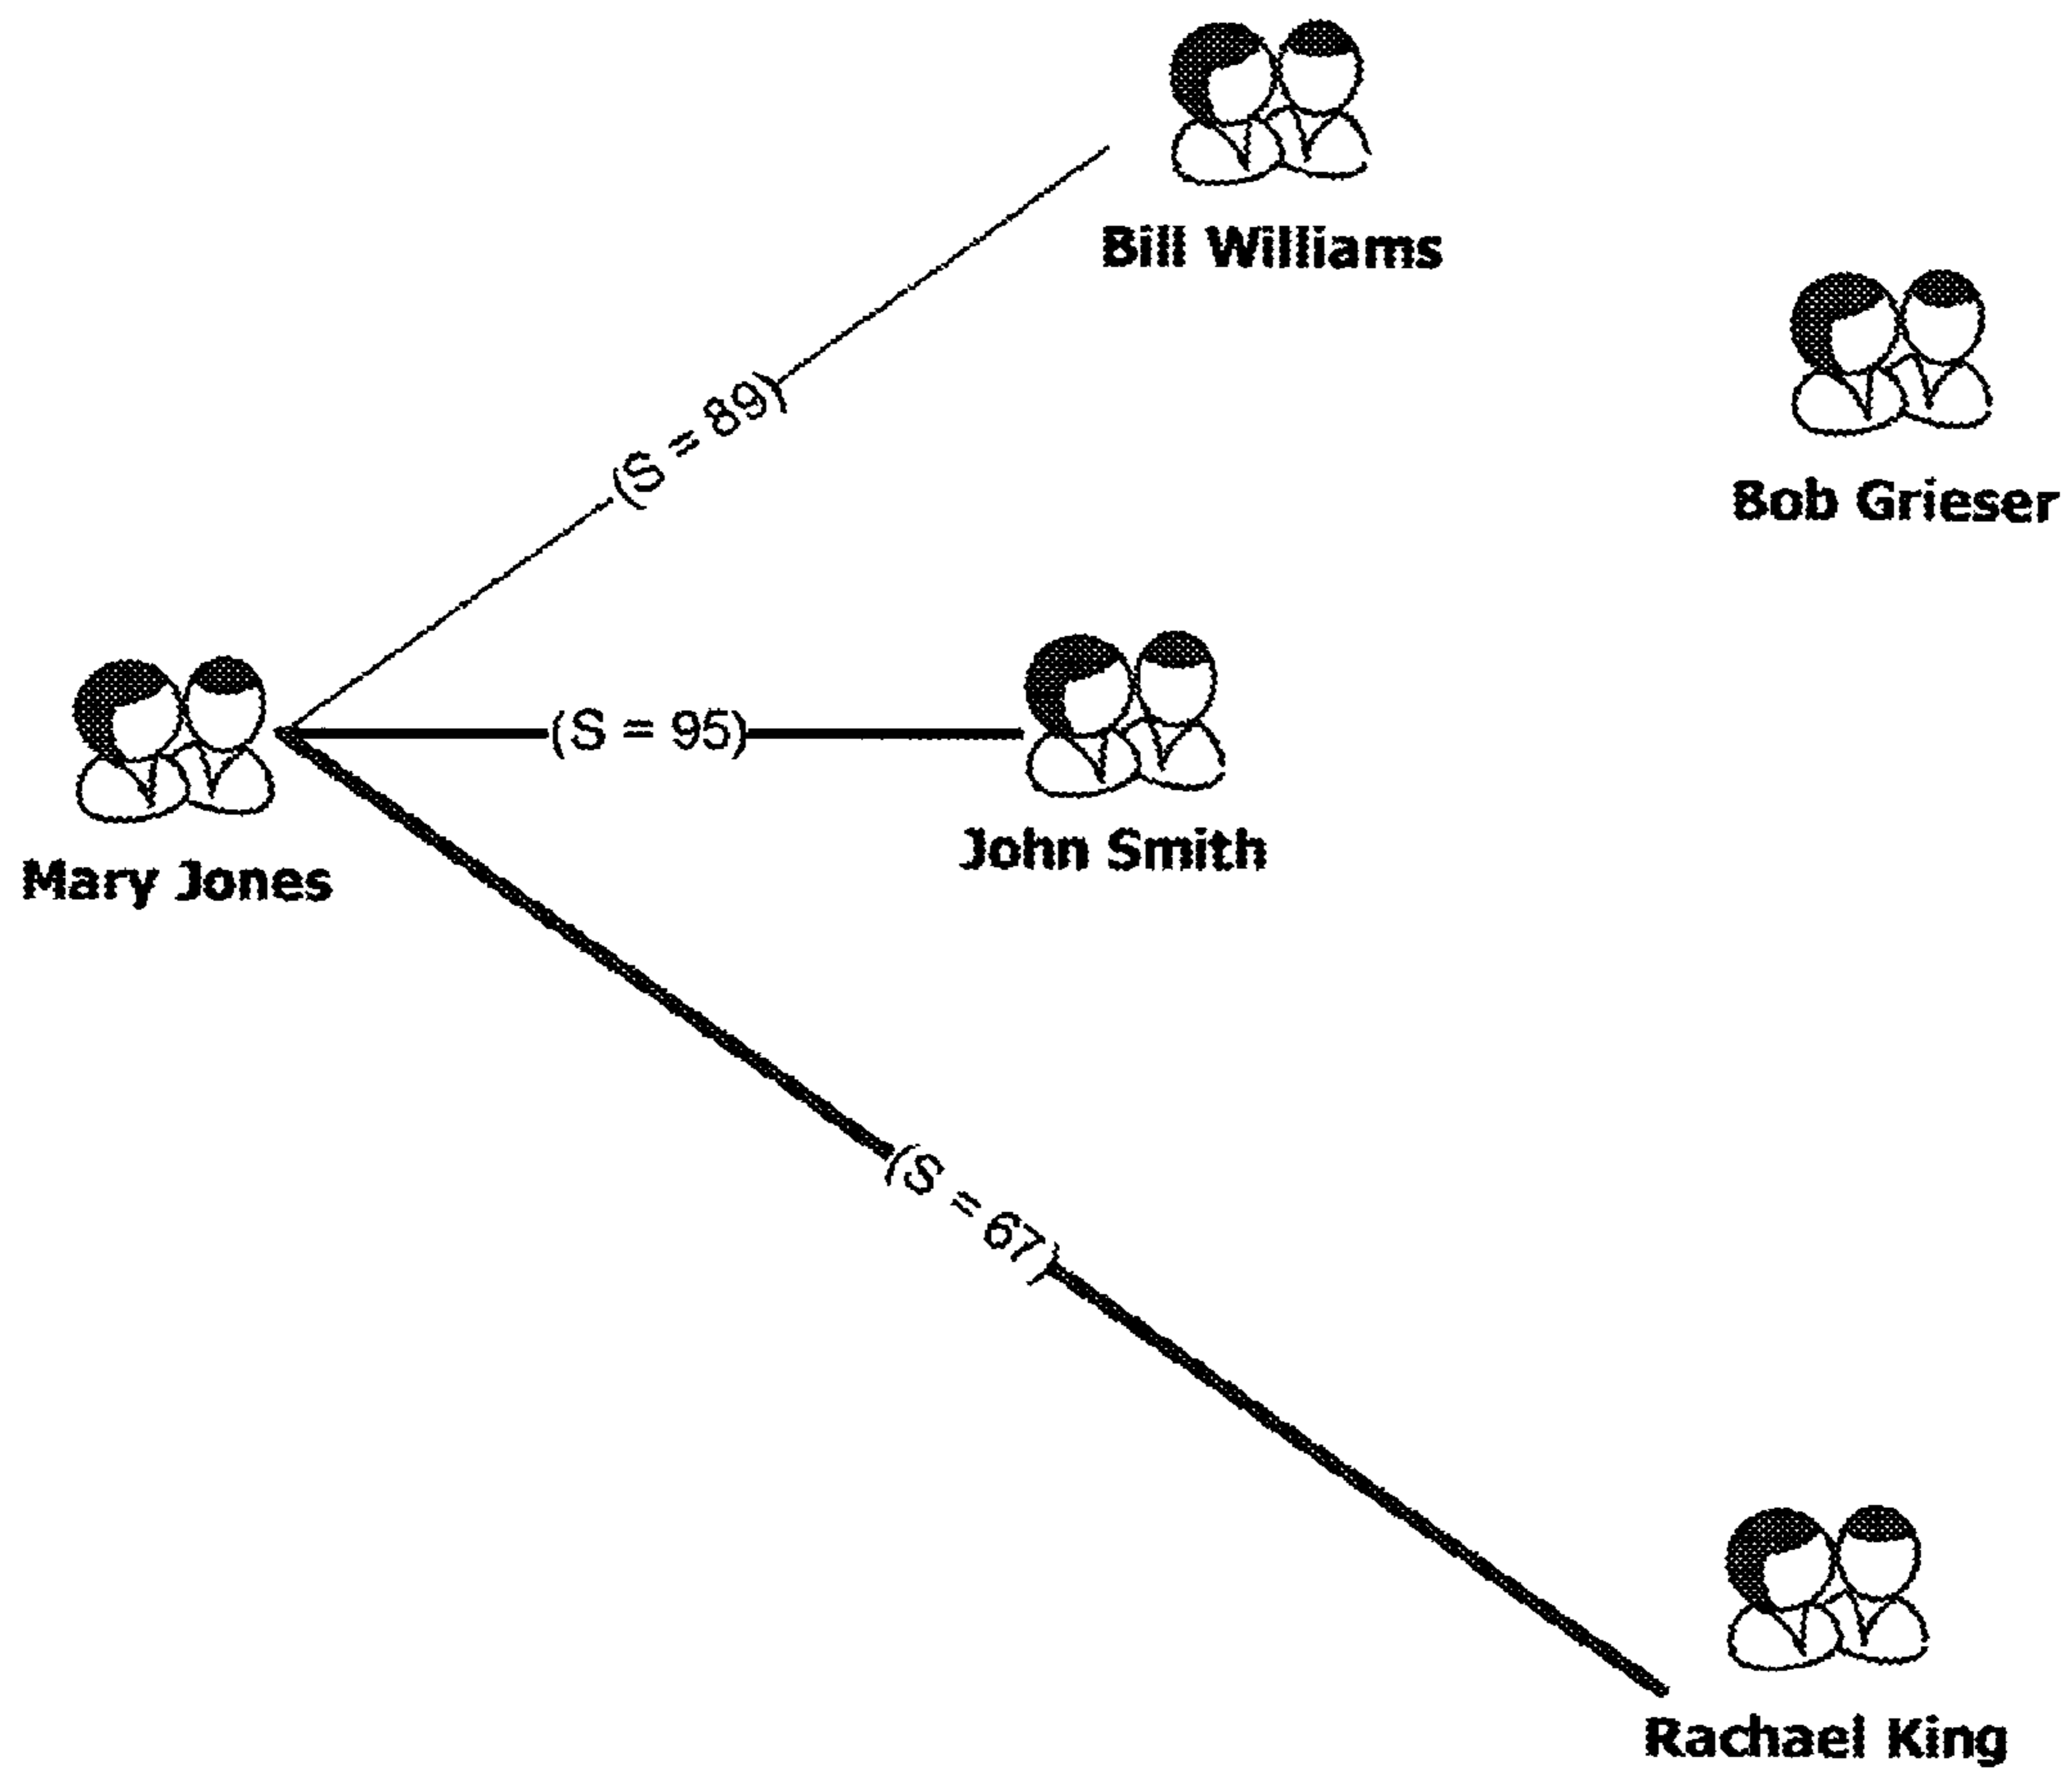 Bill Williams
(S = 89)
Bob Grieser
(S = 95)
John Smith
Mary Jones
(S = 67)
Rachael King